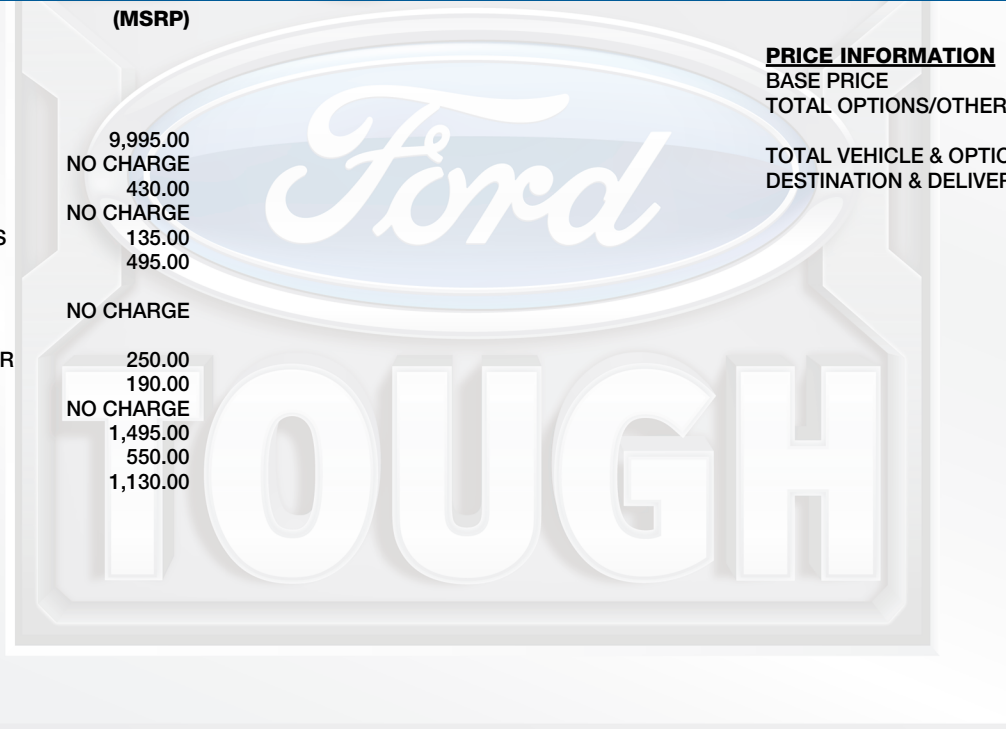 (MSRP)
9,995.00
NO CHARGE
430.00
NO CHARGE
S 135.00
495.00
NO CHARGE
R 250.00
190.00
NO CHARGE
1,495.00
550.00
1,130.00
PRICE INFORMATION
BASE PRICE
TOTAL OPTIONS/OTHER
TOTAL VEHICLE & OPTIO
DESTINATION & DELIVER
Ford
TOUGH